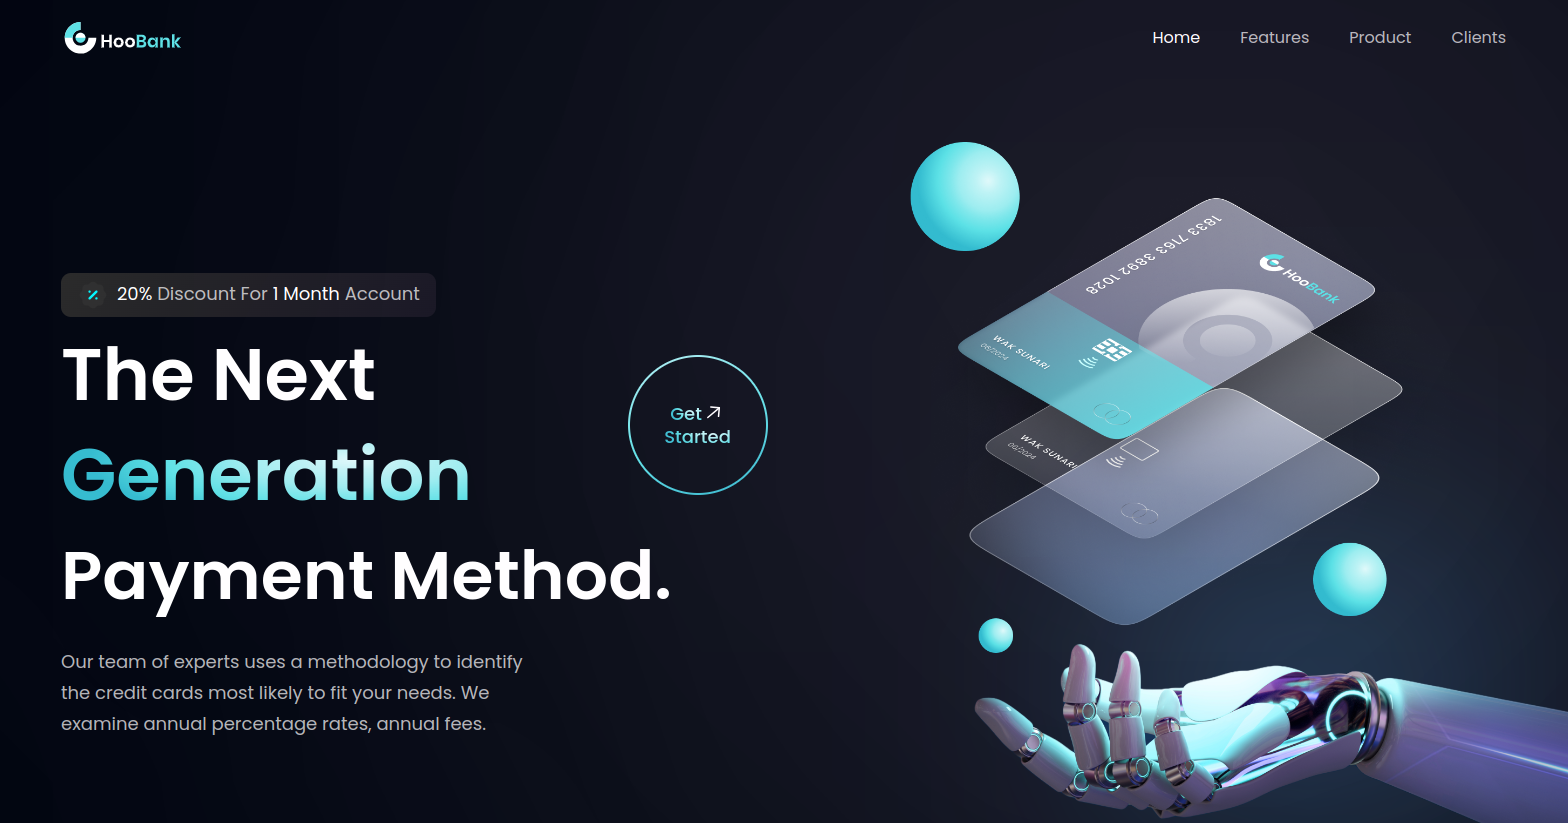 HooBank
Home
Features
Product
Clients
20% Discount For 1 Month Account
The Next
Generation
Payment Method.
Get
Started
Our team of experts uses a methodology to identify
the credit cards most likely to fit your needs. We
examine annual percentage rates, annual fees.
1833 7163 3892 1028
HooBank
WAK SUNARI
06/2024
WAK SUNARI
06/2024